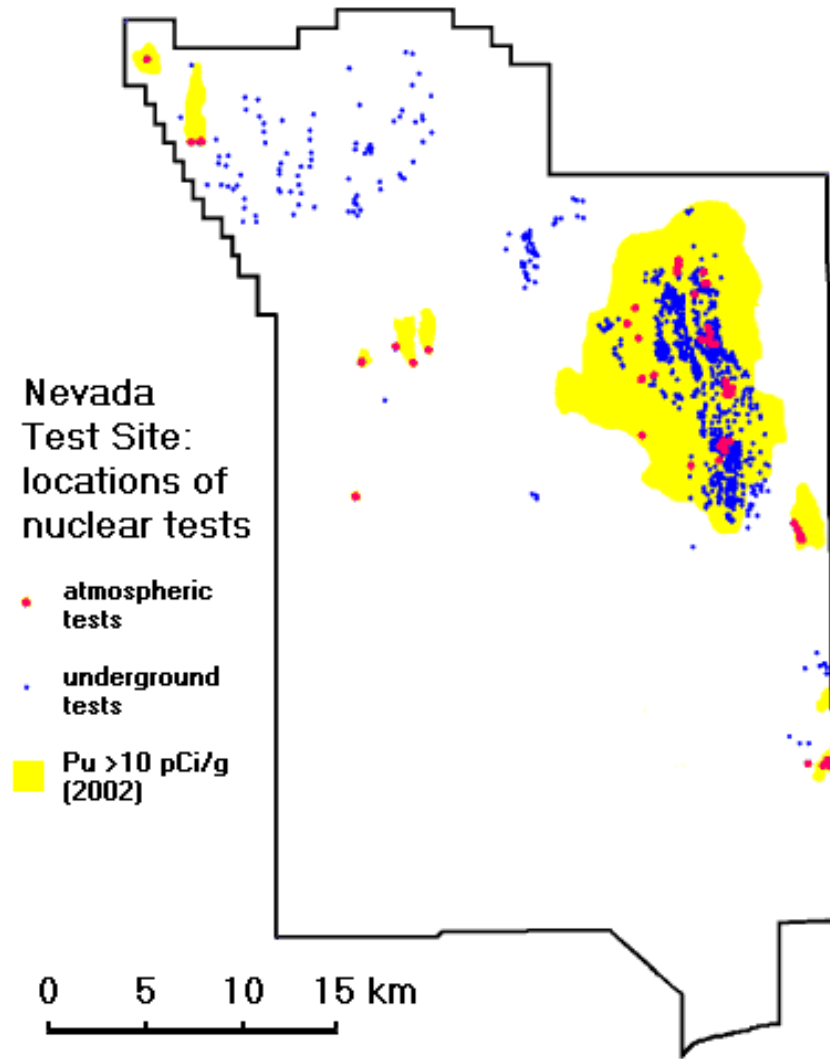 Nevada
Test Site:
locations of
nuclear tests
atmospheric
tests
underground
tests
Pu >10 pCi/g
(2002)
0 5 10 15 km